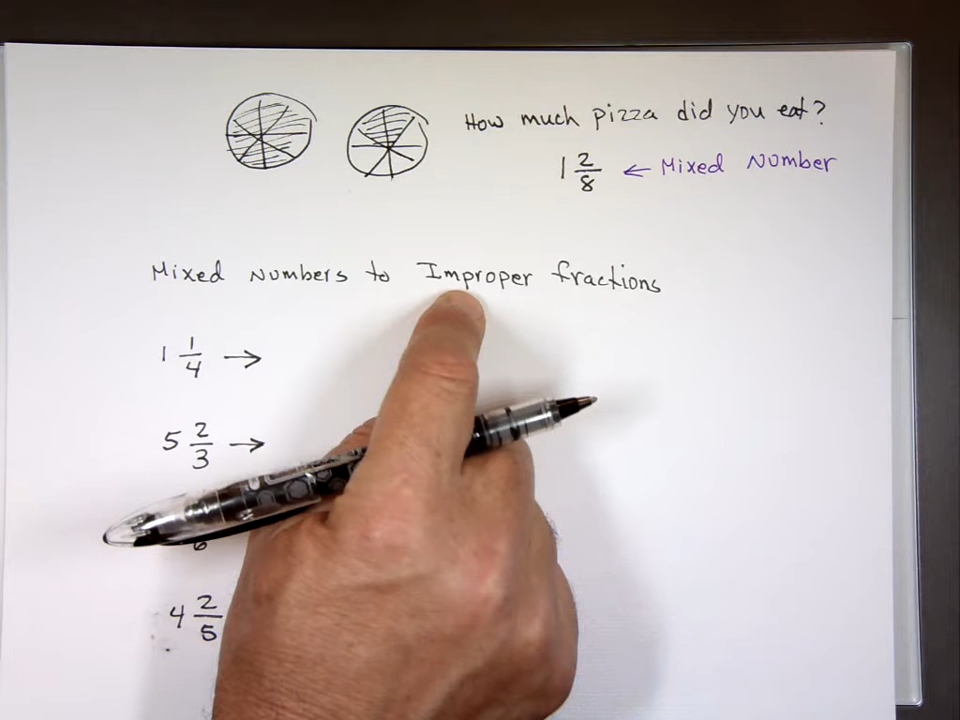 How much pizza did you eat?
1 2/8 ← Mixed Number
Mixed Numbers to Improper fractions
1 1/4 →
5 2/3 →
4 2/5